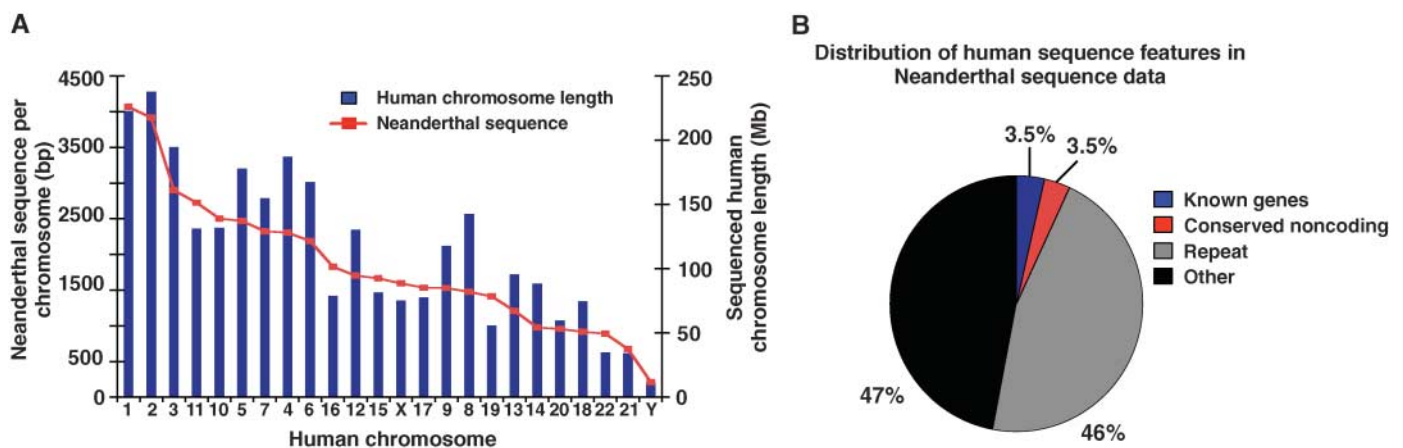 A
Neanderthal sequence per
chromosome (bp)
4500
3500
2500
1500
500
0
Human chromosome length
Neanderthal sequence
250
200
150
100
50
0
Sequenced human
chromosome length (Mb)
1 2 3 11 10 5 7 4 6 16 12 15 X 17 9 8 19 13 14 20 18 22 21 Y
Human chromosome
B
Distribution of human sequence features in
Neanderthal sequence data
3.5%
3.5%
47%
46%
Known genes
Conserved noncoding
Repeat
Other